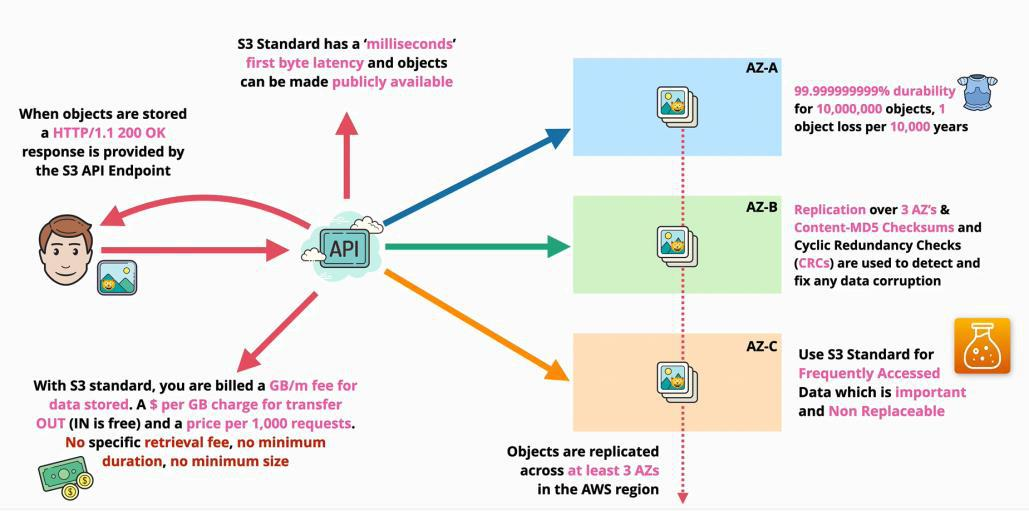 S3 Standard has a ‘milliseconds’
first byte latency and objects
can be made publicly available
When objects are stored
a HTTP/1.1 200 OK
response is provided by
the S3 API Endpoint
API
With S3 standard, you are billed a GB/m fee for
data stored. A $ per GB charge for transfer
OUT (IN is free) and a price per 1,000 requests.
No specific retrieval fee, no minimum
duration, no minimum size
AZ-A
99.999999999% durability
for 10,000,000 objects, 1
object loss per 10,000 years
AZ-B
Replication over 3 AZ’s &
Content-MD5 Checksums and
Cyclic Redundancy Checks
(CRCs) are used to detect and
fix any data corruption
AZ-C
Use S3 Standard for
Frequently Accessed
Data which is important
and Non Replaceable
Objects are replicated
across at least 3 AZs
in the AWS region